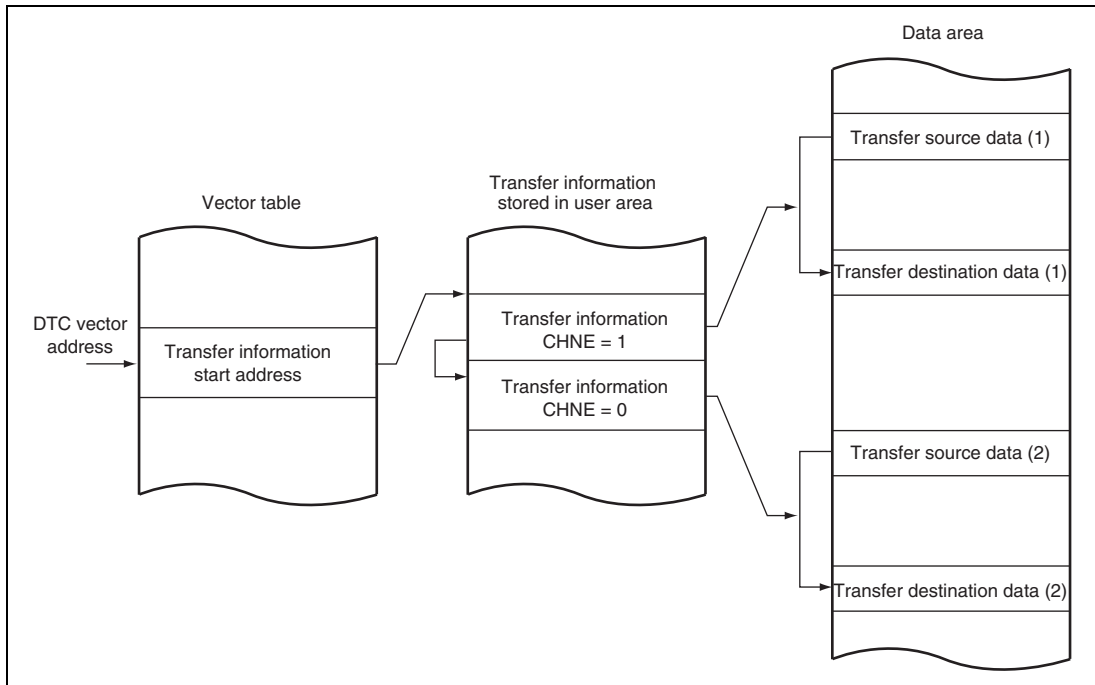 Data area
Transfer source data (1)
Transfer destination data (1)
Transfer source data (2)
Transfer destination data (2)
Transfer information
stored in user area
Transfer information
CHNE = 1
Transfer information
CHNE = 0
Vector table
DTC vector
address
Transfer information
start address